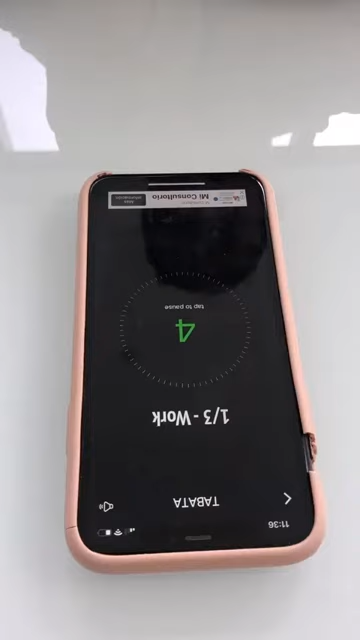 11:36
TABATA
1/3 - Work
4
tap to pause
Mi Consultorio